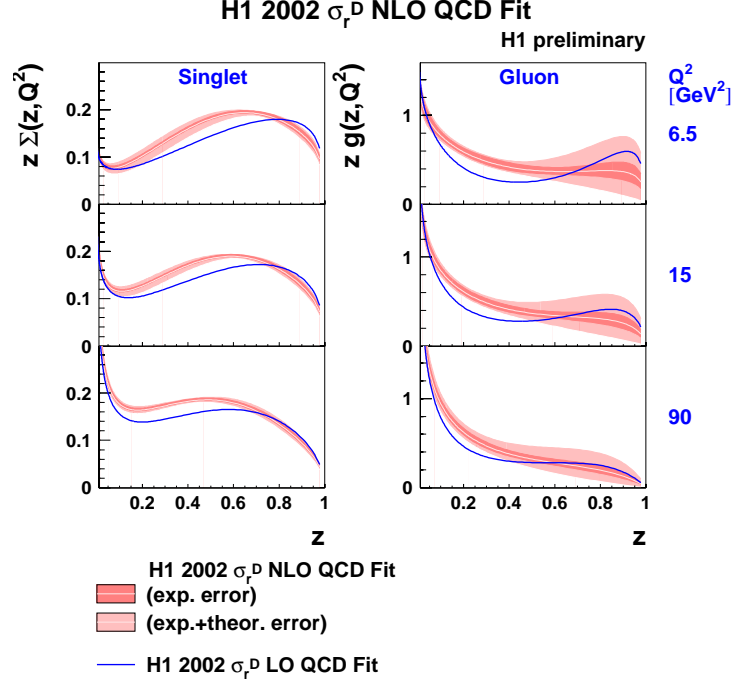 H1 2002 σ_r^D NLO QCD Fit
H1 preliminary
Singlet
Gluon
Q²
[GeV²]
z Σ(z,Q²)
z g(z,Q²)
0.2
0.1
0
1
0
6.5
0.2
0.1
0
1
0
15
0.2
0.1
0
1
0
90
0.2 0.4 0.6 0.8
0.2 0.4 0.6 0.8 1
z
z
H1 2002 σ_r^D NLO QCD Fit
(exp. error)
(exp.+theor. error)
H1 2002 σ_r^D LO QCD Fit